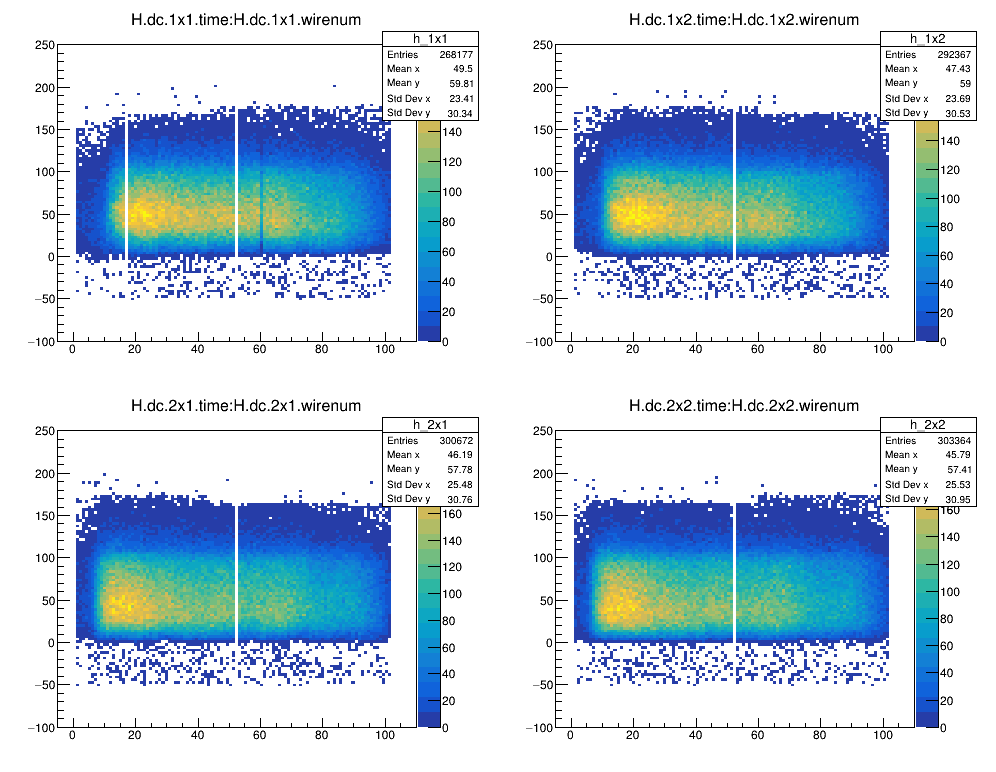 H.dc.1x1.time:H.dc.1x1.wirenum
h_1x1
Entries 268177
Mean x 49.5
Mean y 59.81
Std Dev x 23.41
Std Dev y 30.34
250
200
150
100
50
0
−50
−100
0 20 40 60 80 100
140
120
100
80
60
40
20
0
H.dc.1x2.time:H.dc.1x2.wirenum
h_1x2
Entries 292367
Mean x 47.43
Mean y 59
Std Dev x 23.69
Std Dev y 30.53
250
200
150
100
50
0
−50
−100
0 20 40 60 80 100
140
120
100
80
60
40
20
0
H.dc.2x1.time:H.dc.2x1.wirenum
h_2x1
Entries 300672
Mean x 46.19
Mean y 57.78
Std Dev x 25.48
Std Dev y 30.76
250
200
150
100
50
0
−50
−100
0 20 40 60 80 100
160
140
120
100
80
60
40
20
0
H.dc.2x2.time:H.dc.2x2.wirenum
h_2x2
Entries 303364
Mean x 45.79
Mean y 57.41
Std Dev x 25.53
Std Dev y 30.95
250
200
150
100
50
0
−50
−100
0 20 40 60 80 100
160
140
120
100
80
60
40
20
0